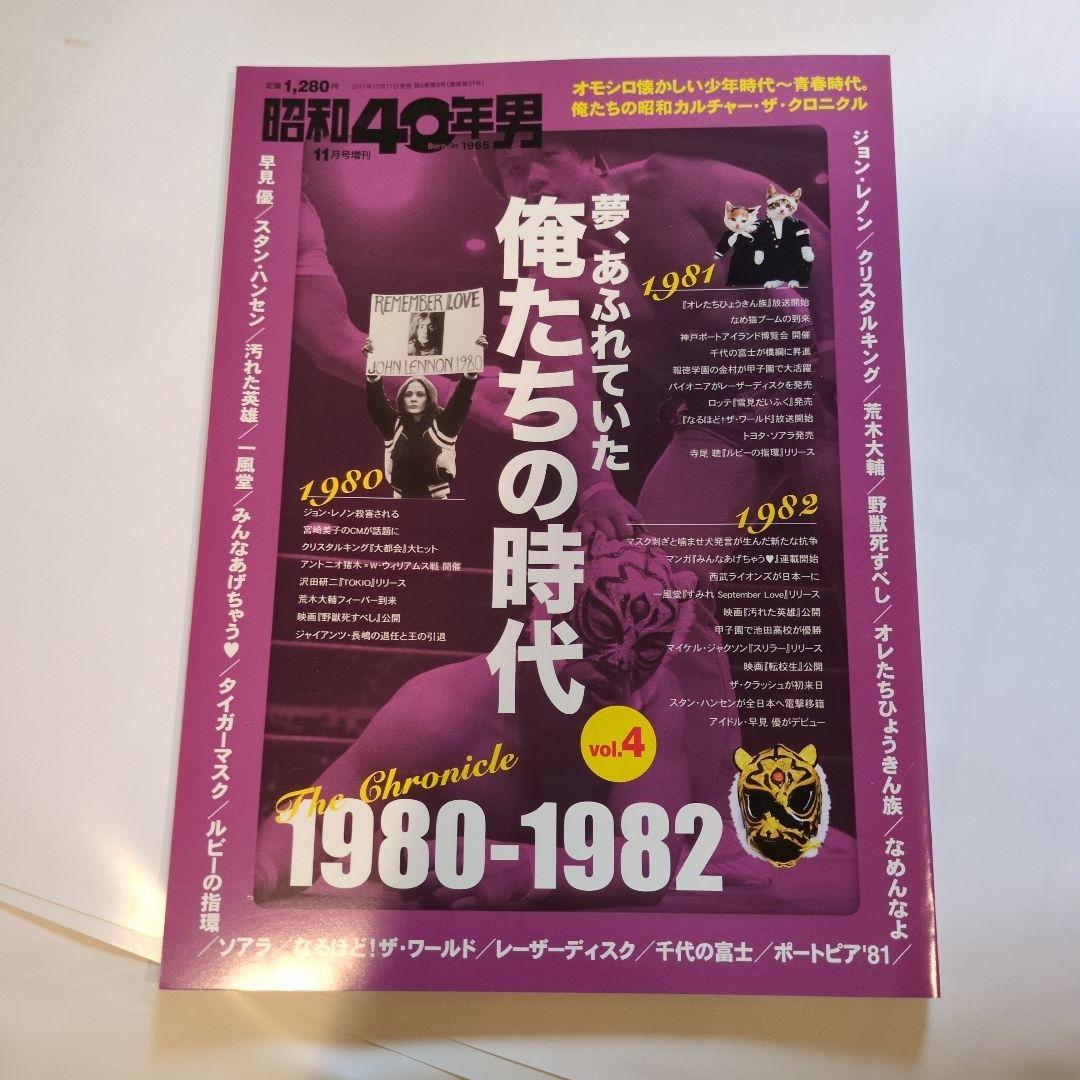 定価1,280円
2017年10月11日発売 第8巻第9号(通巻第37号)
昭和40年男
Born in 1965
11月号増刊
オモシロ懐かしい少年時代~青春時代。
俺たちの昭和カルチャー・ザ・クロニクル
夢、あふれていた
俺たちの時代
REMEMBER LOVE
JOHN LENNON 1980
1980
ジョン・レノン殺害される
宮崎美子のCMが話題に
クリスタルキング『大都会』大ヒット
アントニオ猪木×W・ウィリアムス戦 開催
沢田研二『TOKIO』リリース
荒木大輔フィーバー到来
映画『野獣死すべし』公開
ジャイアンツ・長嶋の退任と王の引退
1981
『オレたちひょうきん族』放送開始
なめ猫ブームの到来
神戸ポートアイランド博覧会 開催
千代の富士が横綱に昇進
報徳学園の金村が甲子園で大活躍
パイオニアがレーザーディスクを発売
ロッテ『雪見だいふく』発売
『なるほど!ザ・ワールド』放送開始
トヨタ・ソアラ発売
寺尾 聰『ルビーの指環』リリース
1982
マスク剥ぎと噛ませ犬発言が生んだ新たな抗争
マンガ『みんなあげちゃう♥』連載開始
西武ライオンズが日本一に
一風堂『すみれ September Love』リリース
映画『汚れた英雄』公開
甲子園で池田高校が優勝
マイケル・ジャクソン『スリラー』リリース
映画『転校生』公開
ザ・クラッシュが初来日
スタン・ハンセンが全日本へ電撃移籍
アイドル・早見 優がデビュー
vol.4
The Chronicle
1980-1982
早見 優/スタン・ハンセン/汚れた英雄/一風堂/みんなあげちゃう♥/タイガーマスク/ルビーの指環
/ソアラ/なるほど!ザ・ワールド/レーザーディスク/千代の富士/ポートピア'81/
ジョン・レノン/クリスタルキング/荒木大輔/野獣死すべし/オレたちひょうきん族/なめんなよ